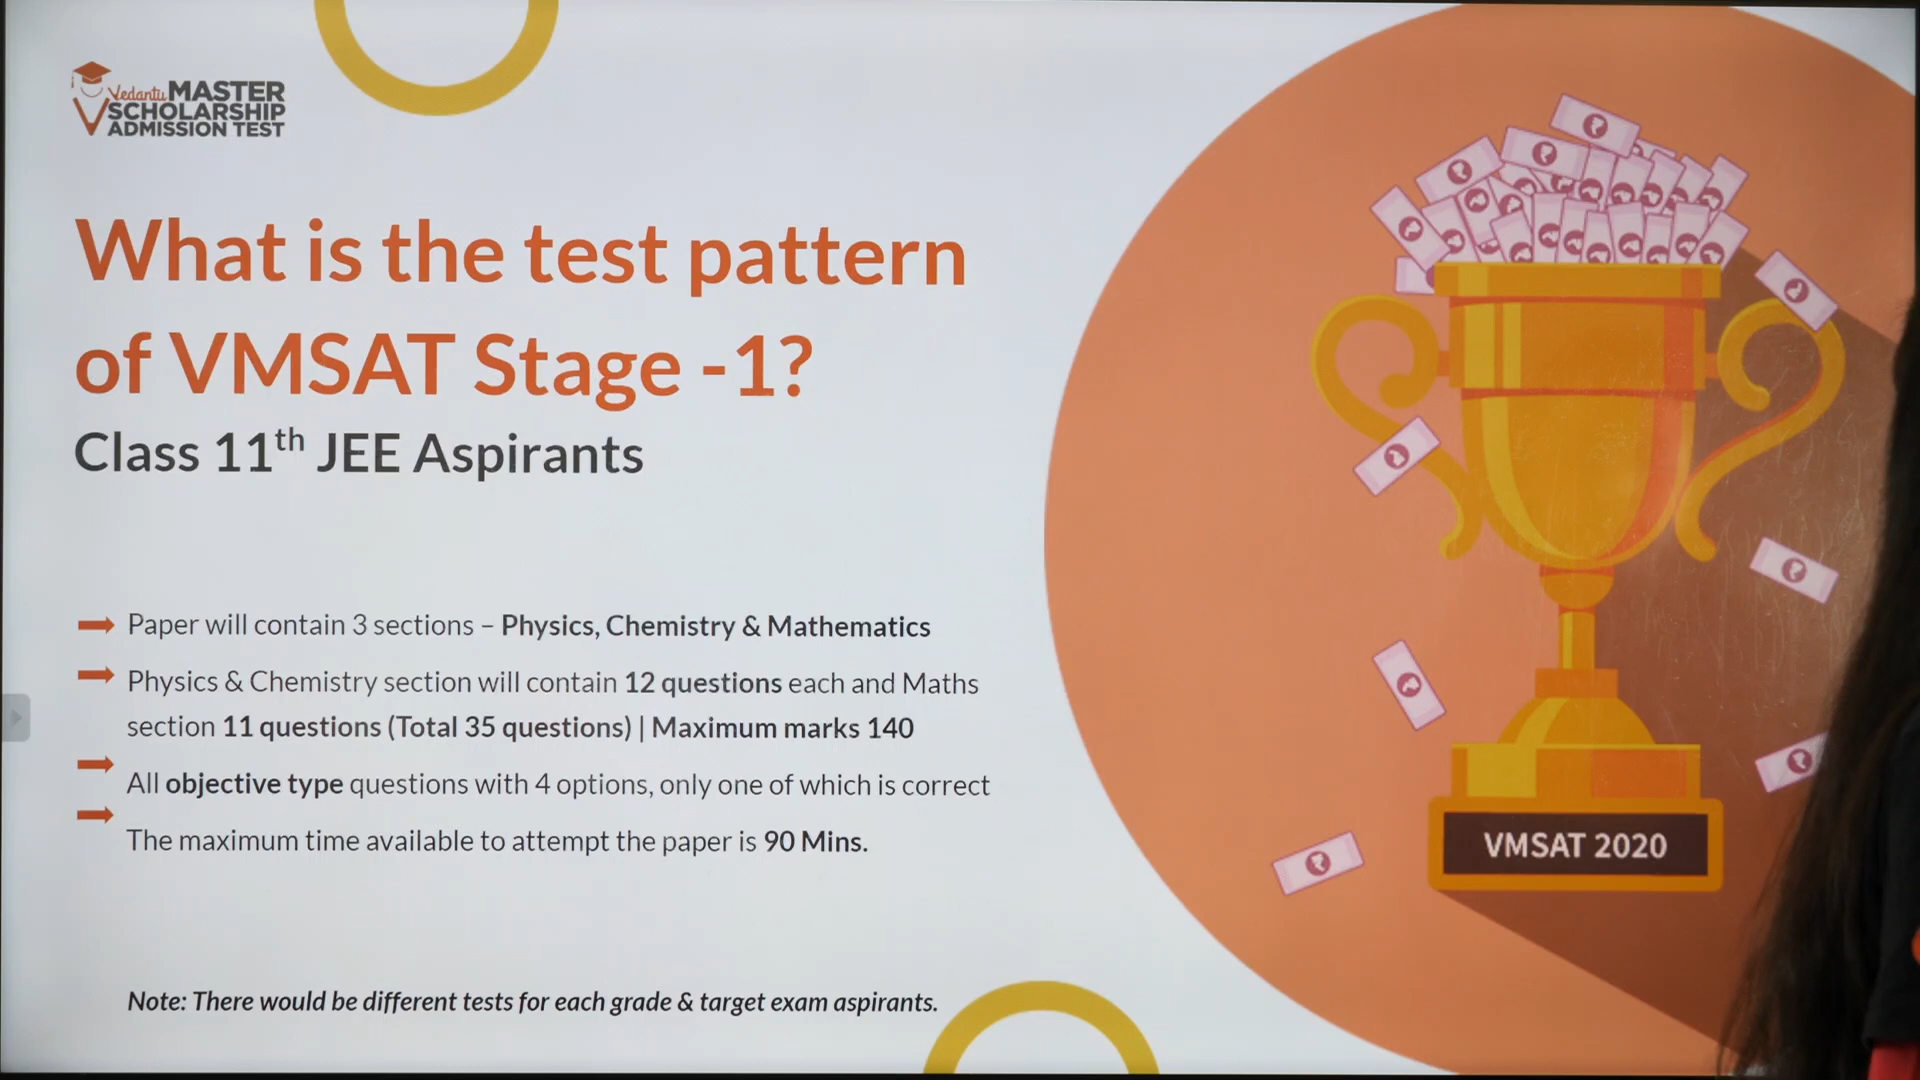 Vedantu MASTER
SCHOLARSHIP
ADMISSION TEST
What is the test pattern
of VMSAT Stage -1?
Class 11th JEE Aspirants
Paper will contain 3 sections – Physics, Chemistry & Mathematics
Physics & Chemistry section will contain 12 questions each and Maths
section 11 questions (Total 35 questions) | Maximum marks 140
All objective type questions with 4 options, only one of which is correct
The maximum time available to attempt the paper is 90 Mins.
Note: There would be different tests for each grade & target exam aspirants.
VMSAT 2020